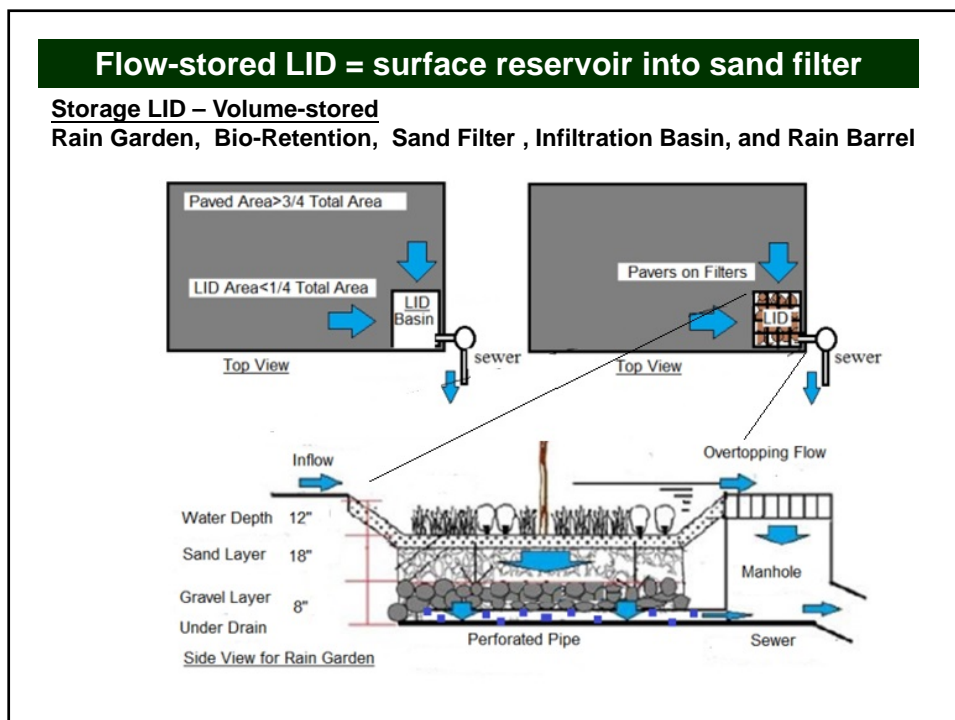 Flow-stored LID = surface reservoir into sand filter
Storage LID – Volume-stored
Rain Garden, Bio-Retention, Sand Filter , Infiltration Basin, and Rain Barrel
Paved Area>3/4 Total Area
LID Area<1/4 Total Area
LID
Basin
sewer
Top View
Pavers on Filters
LID
sewer
Top View
Inflow
Overtopping Flow
Water Depth 12"
Sand Layer 18"
Gravel Layer 8"
Under Drain
Manhole
Perforated Pipe
Sewer
Side View for Rain Garden